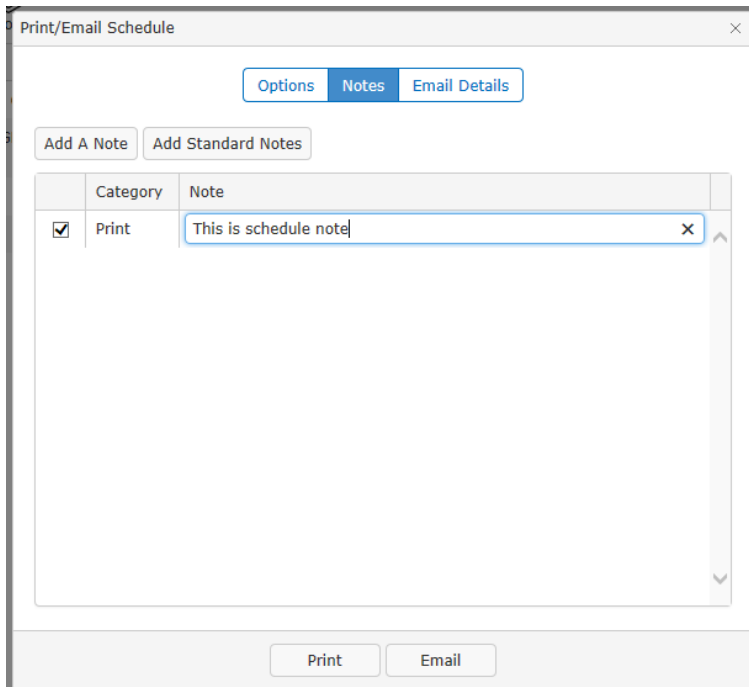 Print/Email Schedule
Options Notes Email Details
Add A Note Add Standard Notes
Category Note
Print This is schedule note
Print Email